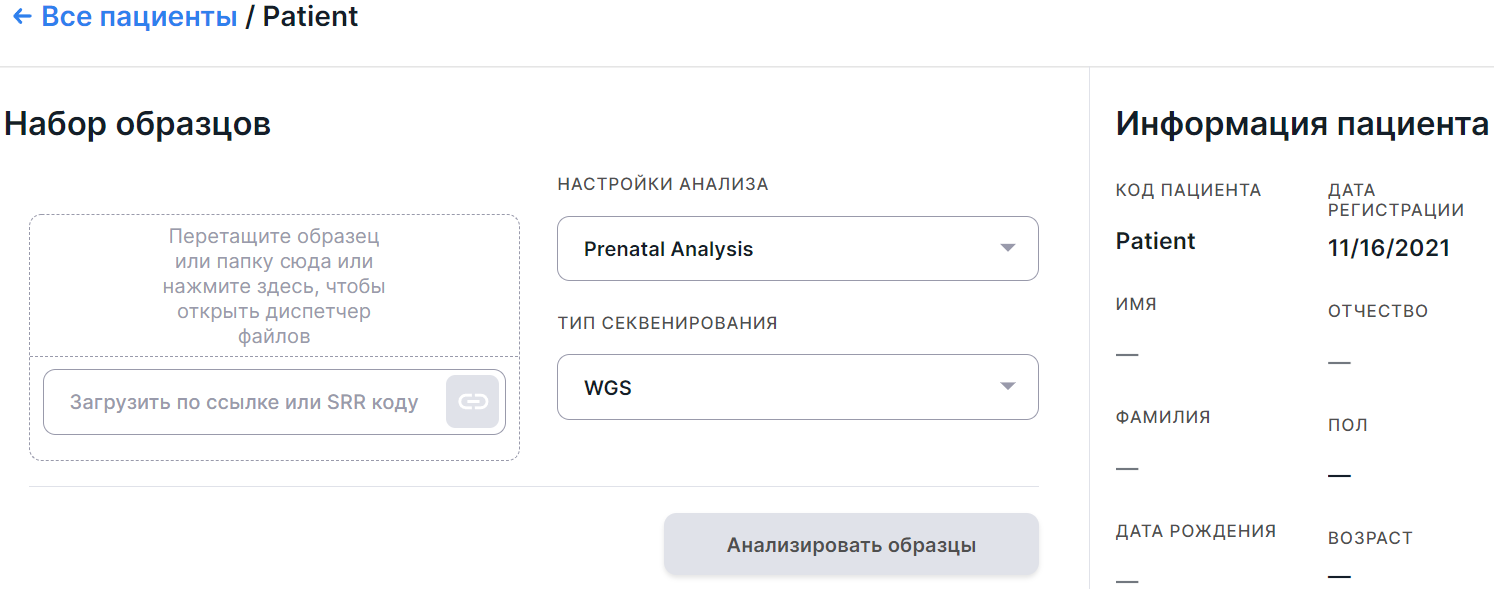 ← Все пациенты / Patient
Набор образцов
Перетащите образец
или папку сюда или
нажмите здесь, чтобы
открыть диспетчер
файлов
Загрузить по ссылке или SRR коду
НАСТРОЙКИ АНАЛИЗА
Prenatal Analysis
ТИП СЕКВЕНИРОВАНИЯ
WGS
Анализировать образцы
Информация пациента
КОД ПАЦИЕНТА
Patient
ДАТА
РЕГИСТРАЦИИ
11/16/2021
ИМЯ
—
ОТЧЕСТВО
—
ФАМИЛИЯ
—
ПОЛ
—
ДАТА РОЖДЕНИЯ
—
ВОЗРАСТ
—